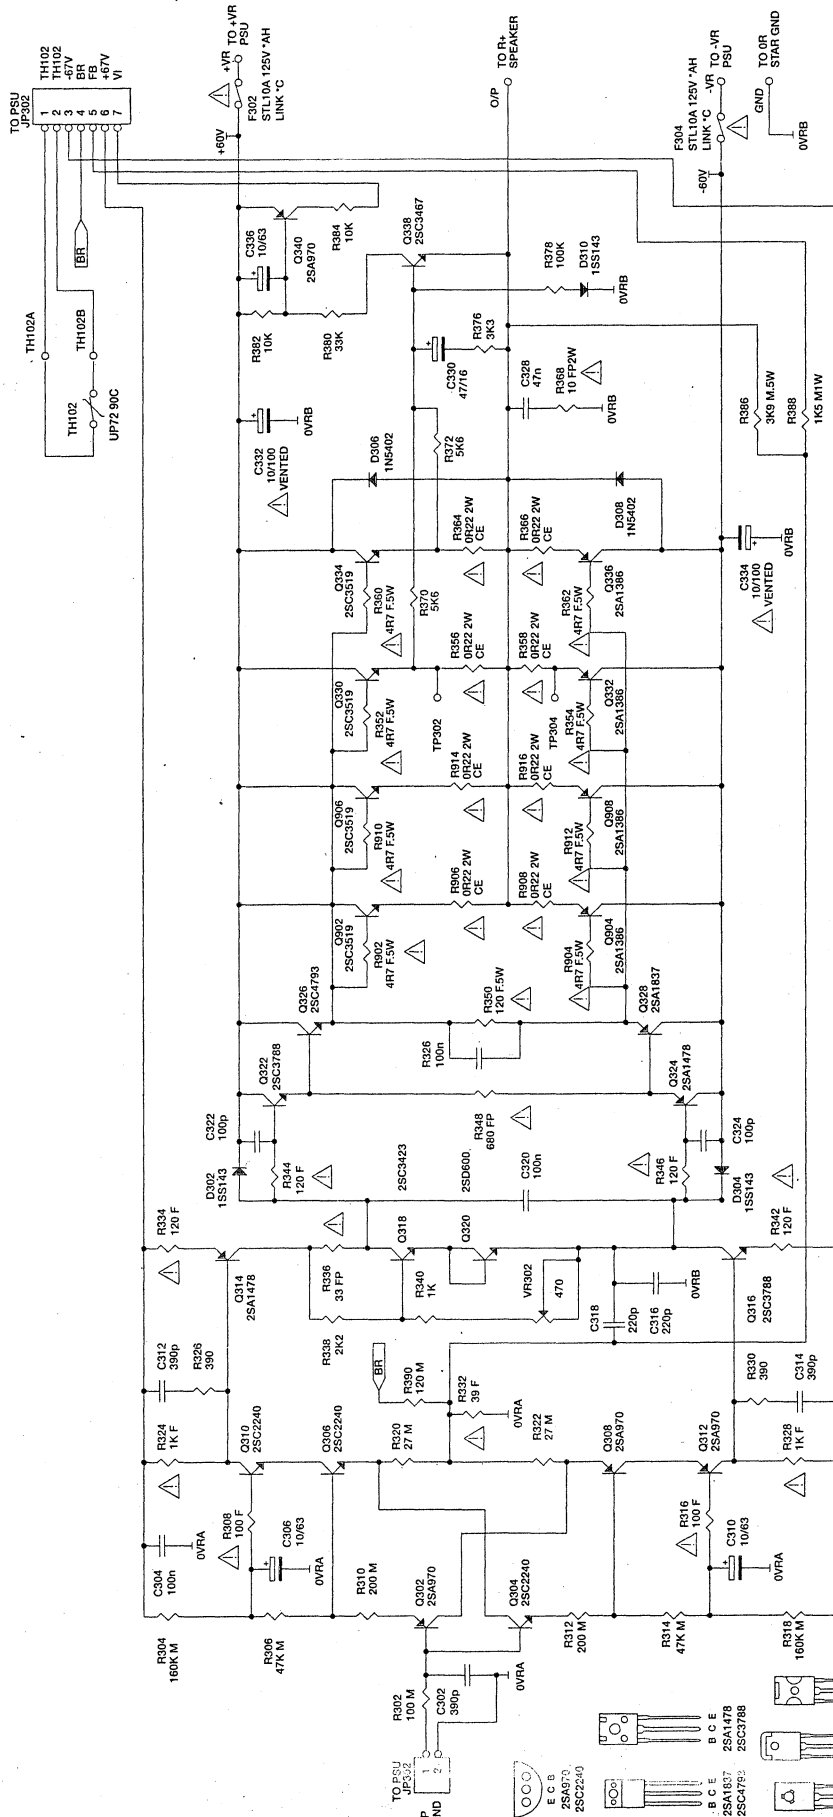 TO PSU
JP302
1 TH102
2 TH102
3 -67V
4 BR
5 FB
6 +67V
7 VI
BR
TH102A
TH102B
TH102
UP72 90C
+60V
F302
STL10A 125V *AH
LINK *C
+VR TO +VR
PSU
O/P
TO R+
SPEAKER
F304
STL10A 125V *AH
LINK *C
-VR TO -VR
PSU
-60V
GND
TO 0R
STAR GND
0VRB
C336
10/63
Q340
2SA970
R384
10K
R382
10K
R380
33K
Q338
2SC3467
R378
100K
D310
1SS143
0VRB
C330
47/16
R376
3K3
C328
47n
R368
10 FP2W
0VRB
R386
3K9 M.5W
R388
1K5 M1W
C332
10/100
VENTED
0VRB
D306
1N5402
R372
5K6
D308
1N5402
C334
10/100
VENTED
0VRB
Q334
2SC3519
R360
4R7 F.5W
R364
0R22 2W
CE
R366
0R22 2W
CE
R362
4R7 F.5W
Q336
2SA1386
R370
5K6
Q330
2SC3519
R352
4R7 F.5W
TP302
R356
0R22 2W
CE
R358
0R22 2W
CE
TP304
R354
4R7 F.5W
Q332
2SA1386
Q906
2SC3519
R910
4R7 F.5W
R914
0R22 2W
CE
R916
0R22 2W
CE
R912
4R7 F.5W
Q908
2SA1386
Q902
2SC3519
R902
4R7 F.5W
R906
0R22 2W
CE
R908
0R22 2W
CE
R904
4R7 F.5W
Q904
2SA1386
Q326
2SC4793
R326
100n
R350
120 F.5W
Q328
2SA1837
Q322
2SC3788
R348
680 FP
Q324
2SA1478
C322
100p
C324
100p
D302
1SS143
R344
120 F
2SC3423
2SD600
C320
100n
R346
120 F
D304
1SS143
R334
120 F
Q314
2SA1478
R336
33 FP
Q318
Q320
R338
2K2
R340
1K
VR302
470
C318
220p
C316
220p
0VRB
Q316
2SC3788
R342
120 F
C312
390p
R326
390
BR
R390
120 M
R332
39 F
0VRA
R330
390
C314
390p
R324
1K F
Q310
2SC2240
Q306
2SC2240
R320
27 M
R322
27 M
Q308
2SA970
Q312
2SA970
R328
1K F
C304
100n
0VRA
R308
100 F
C306
10/63
0VRA
R316
100 F
C310
10/63
0VRA
R304
160K M
R306
47K M
R310
200 M
Q302
2SA970
Q304
2SC2240
R312
200 M
R314
47K M
R318
160K M
R302
100 M
C302
390p
0VRA
TO PSU
1
2
E C B
2SA970
2SC2240
B C E
2SA1478
2SC3788
B C E
2SA1837
2SC4793